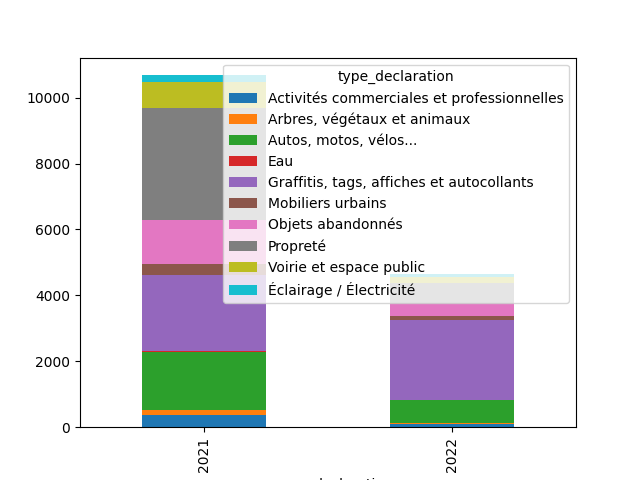 type_declaration
Activités commerciales et professionnelles
Arbres, végétaux et animaux
Autos, motos, vélos...
Eau
Graffitis, tags, affiches et autocollants
Mobiliers urbains
Objets abandonnés
Propreté
Voirie et espace public
Éclairage / Électricité
10000
8000
6000
4000
2000
0
2021
2022